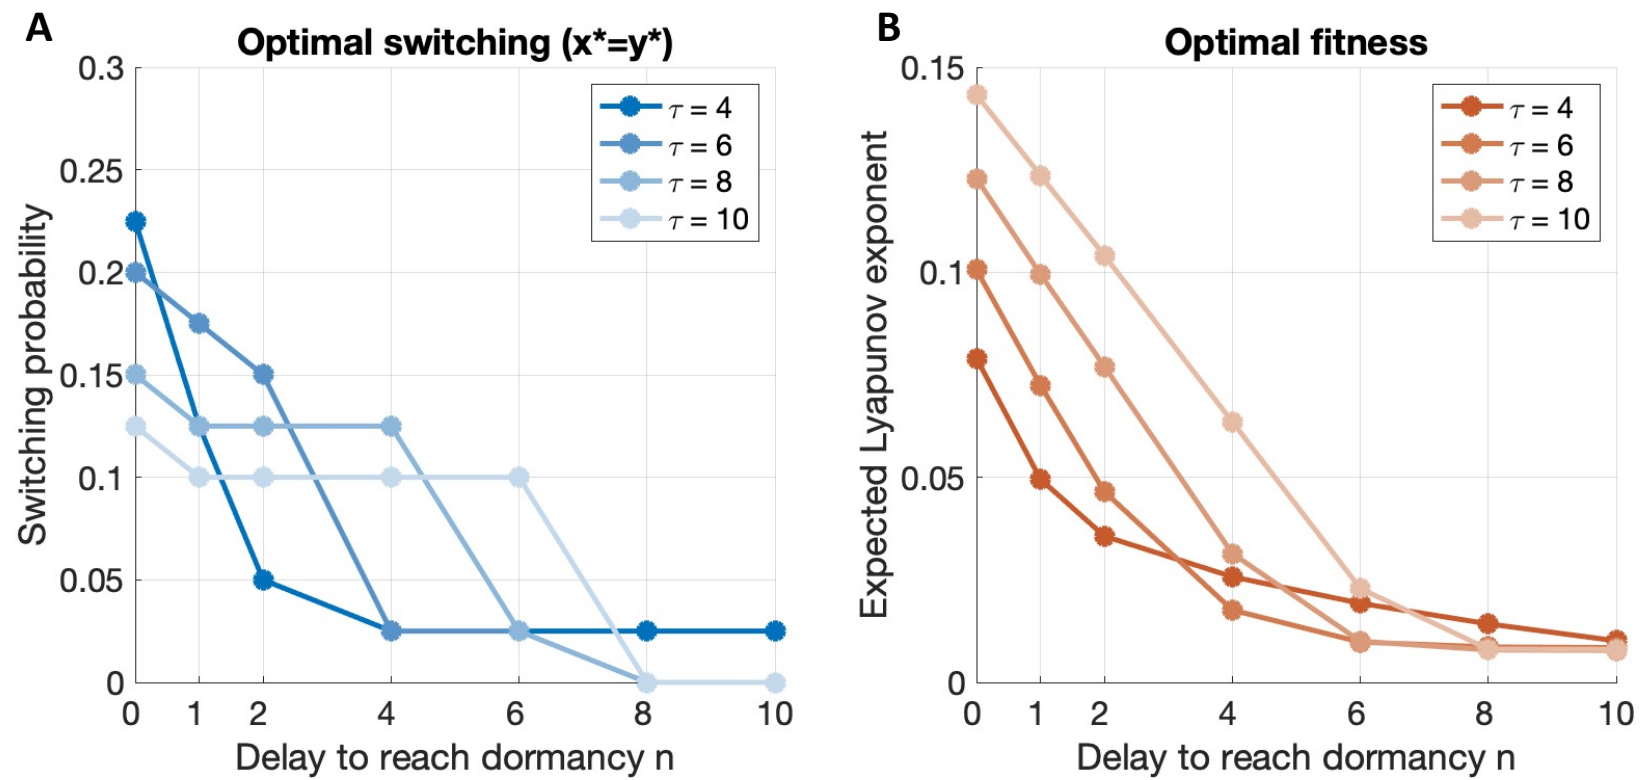 A
Optimal switching (x*=y*)
0.3
0.25
0.2
0.15
0.1
0.05
0
Switching probability
τ = 4
τ = 6
τ = 8
τ = 10
0 1 2 4 6 8 10
Delay to reach dormancy n
B
Optimal fitness
0.15
0.1
0.05
0
Expected Lyapunov exponent
τ = 4
τ = 6
τ = 8
τ = 10
0 1 2 4 6 8 10
Delay to reach dormancy n